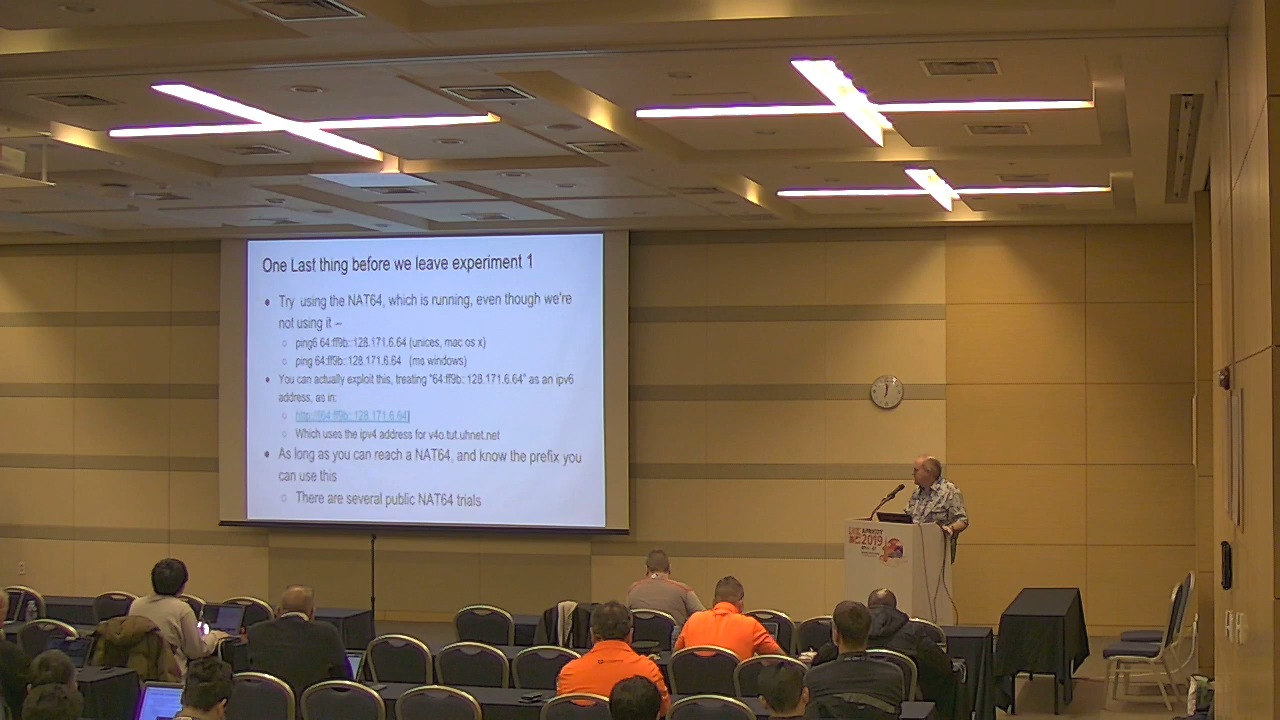 One Last thing before we leave experiment 1
● Try using the NAT64, which is running, even though we're
not using it –
○ ping6 64:ff9b::128.171.6.64 (unices, mac os x)
○ ping 64:ff9b::128.171.6.64 (ms windows)
● You can actually exploit this, treating "64:ff9b::128.171.6.64" as an ipv6
address, as in:
○ http://[64:ff9b::128.171.6.64]
○ Which uses the ipv4 address for v4o.tut.uhnet.net
● As long as you can reach a NAT64, and know the prefix you
can use this
○ There are several public NAT64 trials
APRICOT
2019